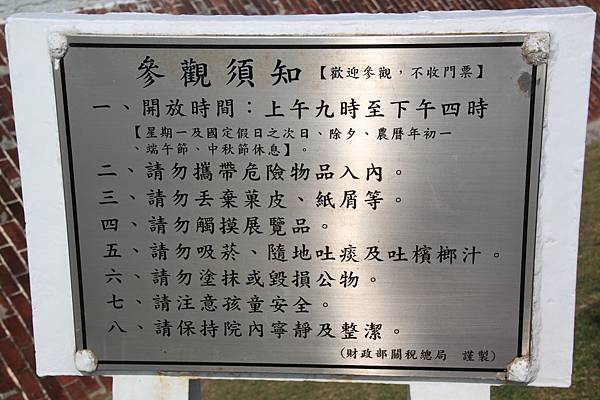 參觀須知【歡迎參觀，不收門票】
一、開放時間：上午九時至下午四時
【星期一及國定假日之次日、除夕、農曆年初一
、端午節、中秋節休息】。
二、請勿攜帶危險物品入內。
三、請勿丟棄菓皮、紙屑等。
四、請勿觸摸展覽品。
五、請勿吸菸、隨地吐痰及吐檳榔汁。
六、請勿塗抹或毀損公物。
七、請注意孩童安全。
八、請保持院內寧靜及整潔。
(財政部關稅總局 謹製)